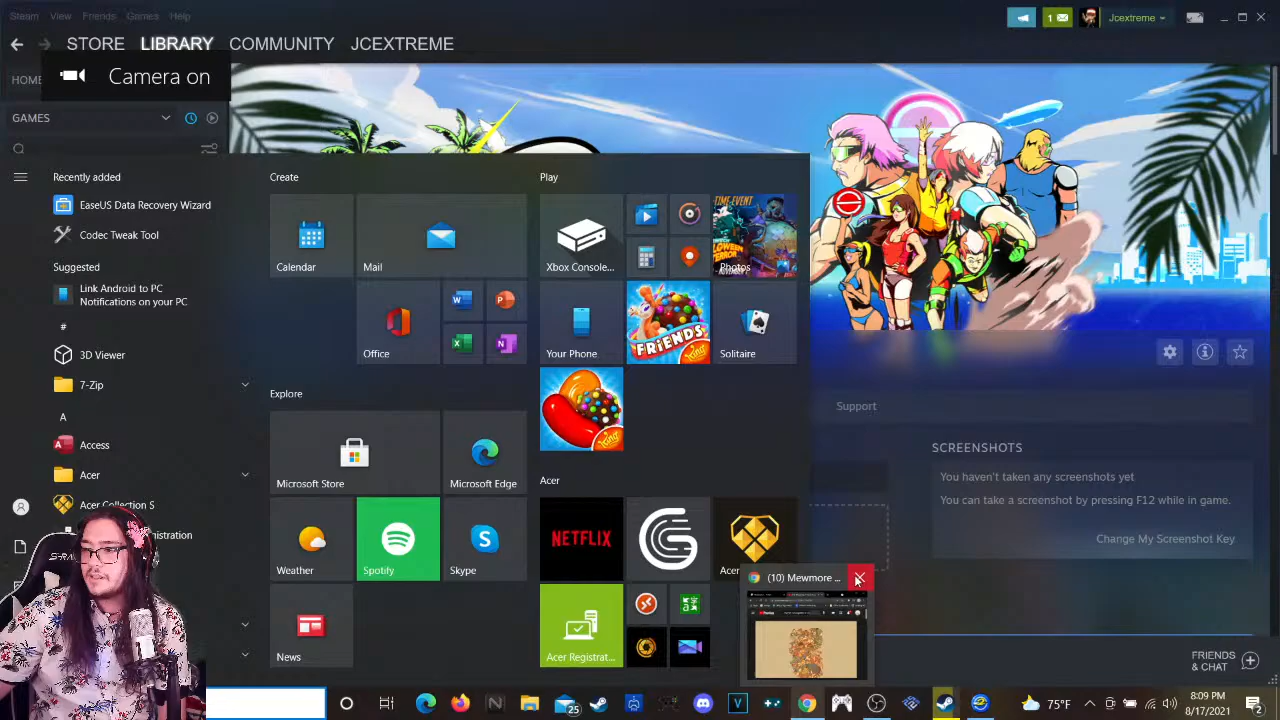 Steam View Friends Games Help
1
Jcextreme
STORE LIBRARY COMMUNITY JCEXTREME
HOME
Camera on
GAMES
Recently added
EaseUS Data Recovery Wizard
Codec Tweak Tool
Suggested
Link Android to PC
Notifications on your PC
#
3D Viewer
7-Zip
A
Access
Acer
Acer Collection S
Create
Calendar
Mail
Office
Explore
Microsoft Store
Microsoft Edge
Weather
Spotify
Skype
News
Play
Xbox Console...
Photos
Your Phone
FRIENDS
King
Solitaire
King
Acer
NETFLIX
Acer
Acer Registrat...
(10) Mewmore ...
Support
SCREENSHOTS
You haven't taken any screenshots yet
You can take a screenshot by pressing F12 while in game.
Change My Screenshot Key
FRIENDS
& CHAT
25
75°F
8:09 PM
8/17/2021
2